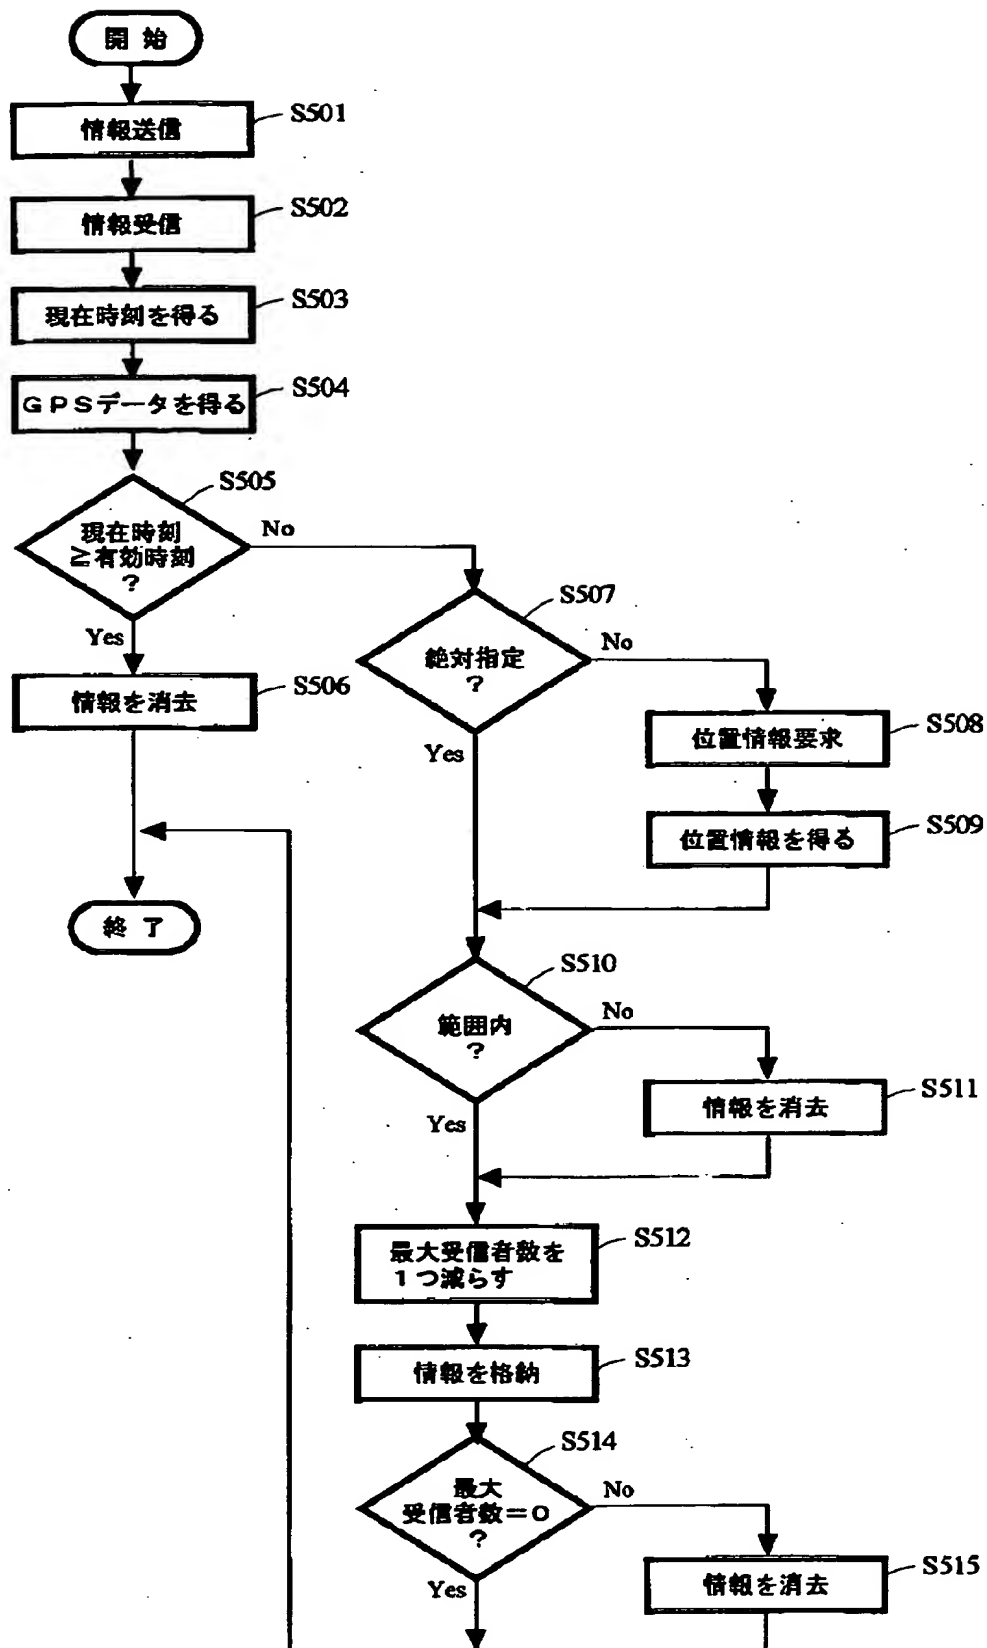 開始
情報送信
S501
情報受信
S502
現在時刻を得る
S503
GPSデータを得る
S504
現在時刻
≧有効時刻
?
S505
No
Yes
情報を消去
S506
終了
絶対指定
?
S507
No
Yes
位置情報要求
S508
位置情報を得る
S509
範囲内
?
S510
No
Yes
情報を消去
S511
最大受信者数を
1つ減らす
S512
情報を格納
S513
最大
受信者数=0
?
S514
No
Yes
情報を消去
S515